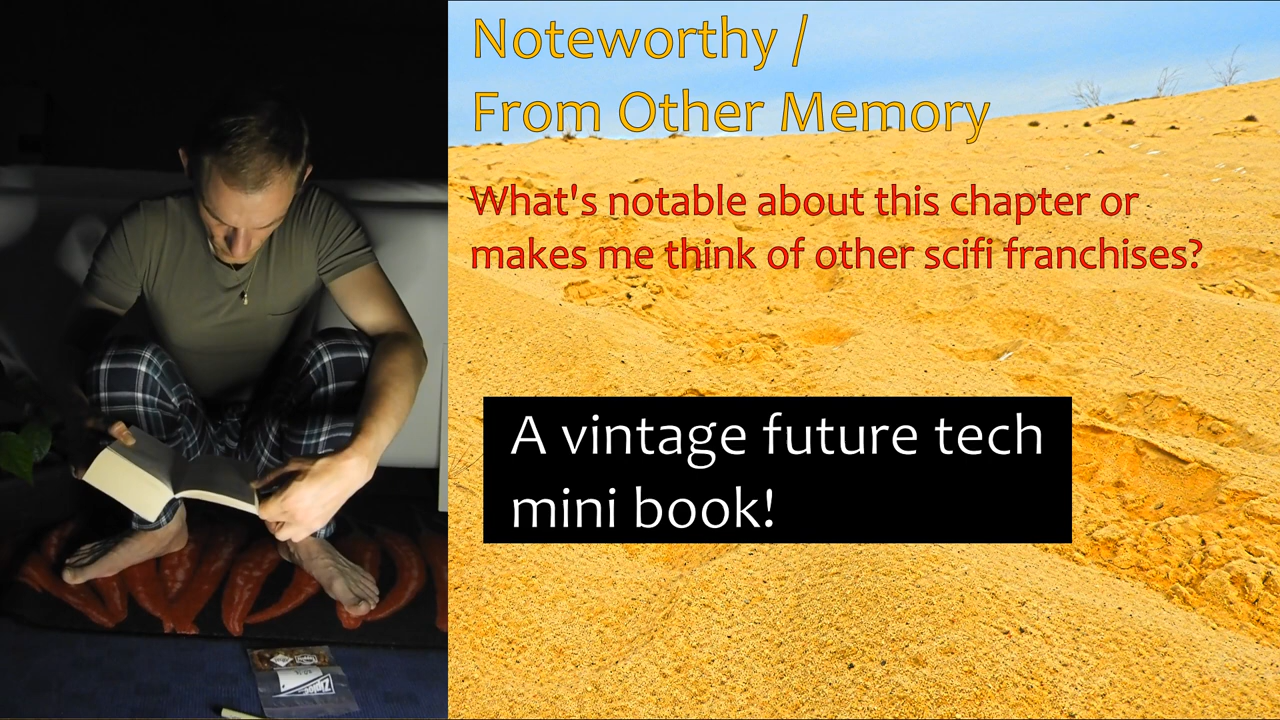 Noteworthy /
From Other Memory
What's notable about this chapter or
makes me think of other scifi franchises?
A vintage future tech
mini book!
Ziploc